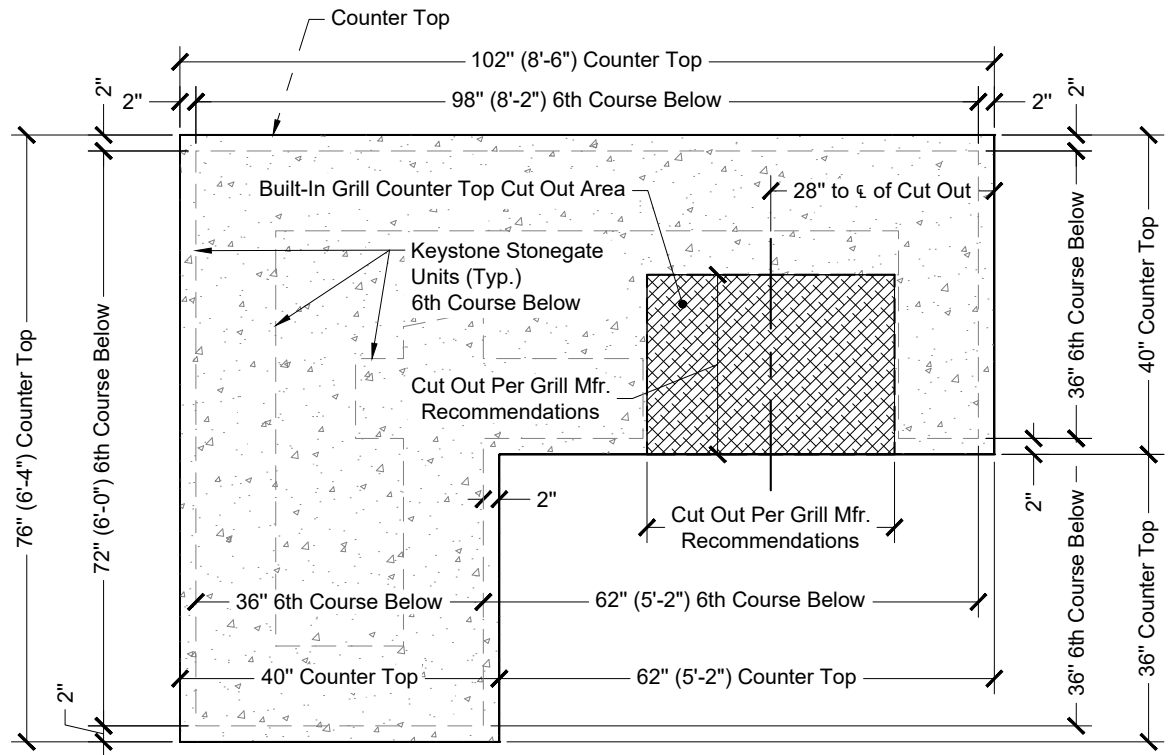 Counter Top
102" (8'-6") Counter Top
2"
2"
98" (8'-2") 6th Course Below
2"
2"
Built-In Grill Counter Top Cut Out Area
28" to ℄ of Cut Out
Keystone Stonegate
Units (Typ.)
6th Course Below
Cut Out Per Grill Mfr.
Recommendations
76" (6'-4") Counter Top
72" (6'-0") 6th Course Below
36" 6th Course Below
40" Counter Top
2"
2"
Cut Out Per Grill Mfr.
Recommendations
36" 6th Course Below
62" (5'-2") 6th Course Below
36" 6th Course Below
36" Counter Top
40" Counter Top
62" (5'-2") Counter Top
2"